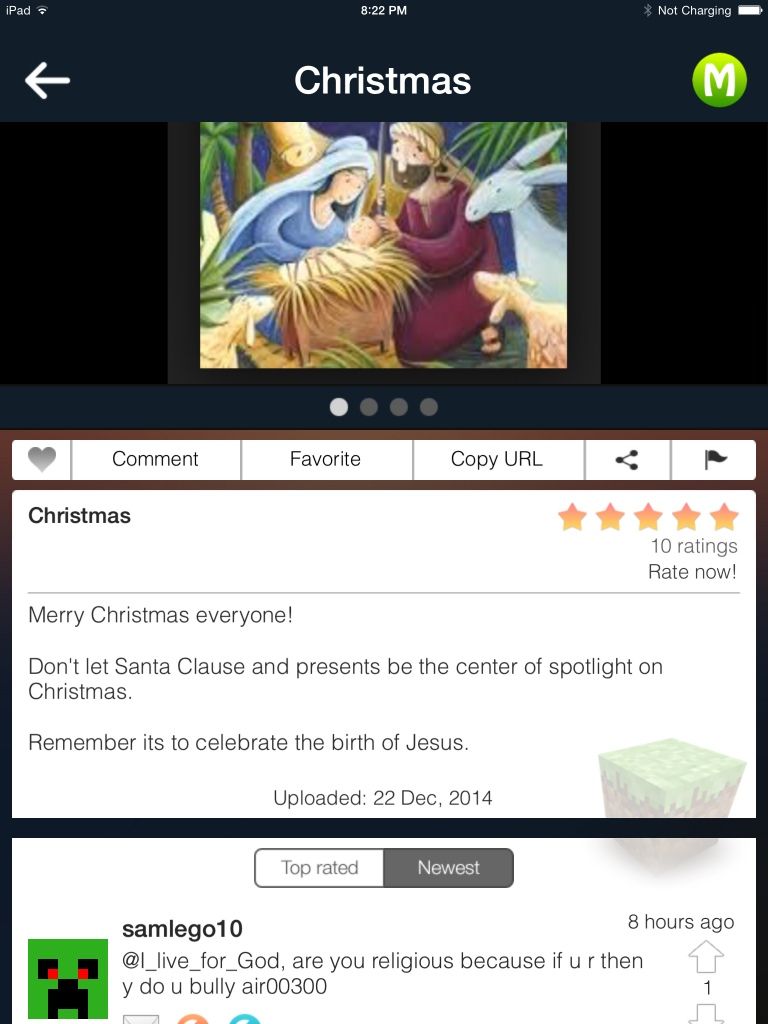 iPad 8:22 PM Not Charging
Christmas M
Comment Favorite Copy URL
Christmas
10 ratings
Rate now!
Merry Christmas everyone!
Don't let Santa Clause and presents be the center of spotlight on
Christmas.
Remember its to celebrate the birth of Jesus.
Uploaded: 22 Dec, 2014
Top rated Newest
samlego10 8 hours ago
@I_live_for_God, are you religious because if u r then
y do u bully air00300
1